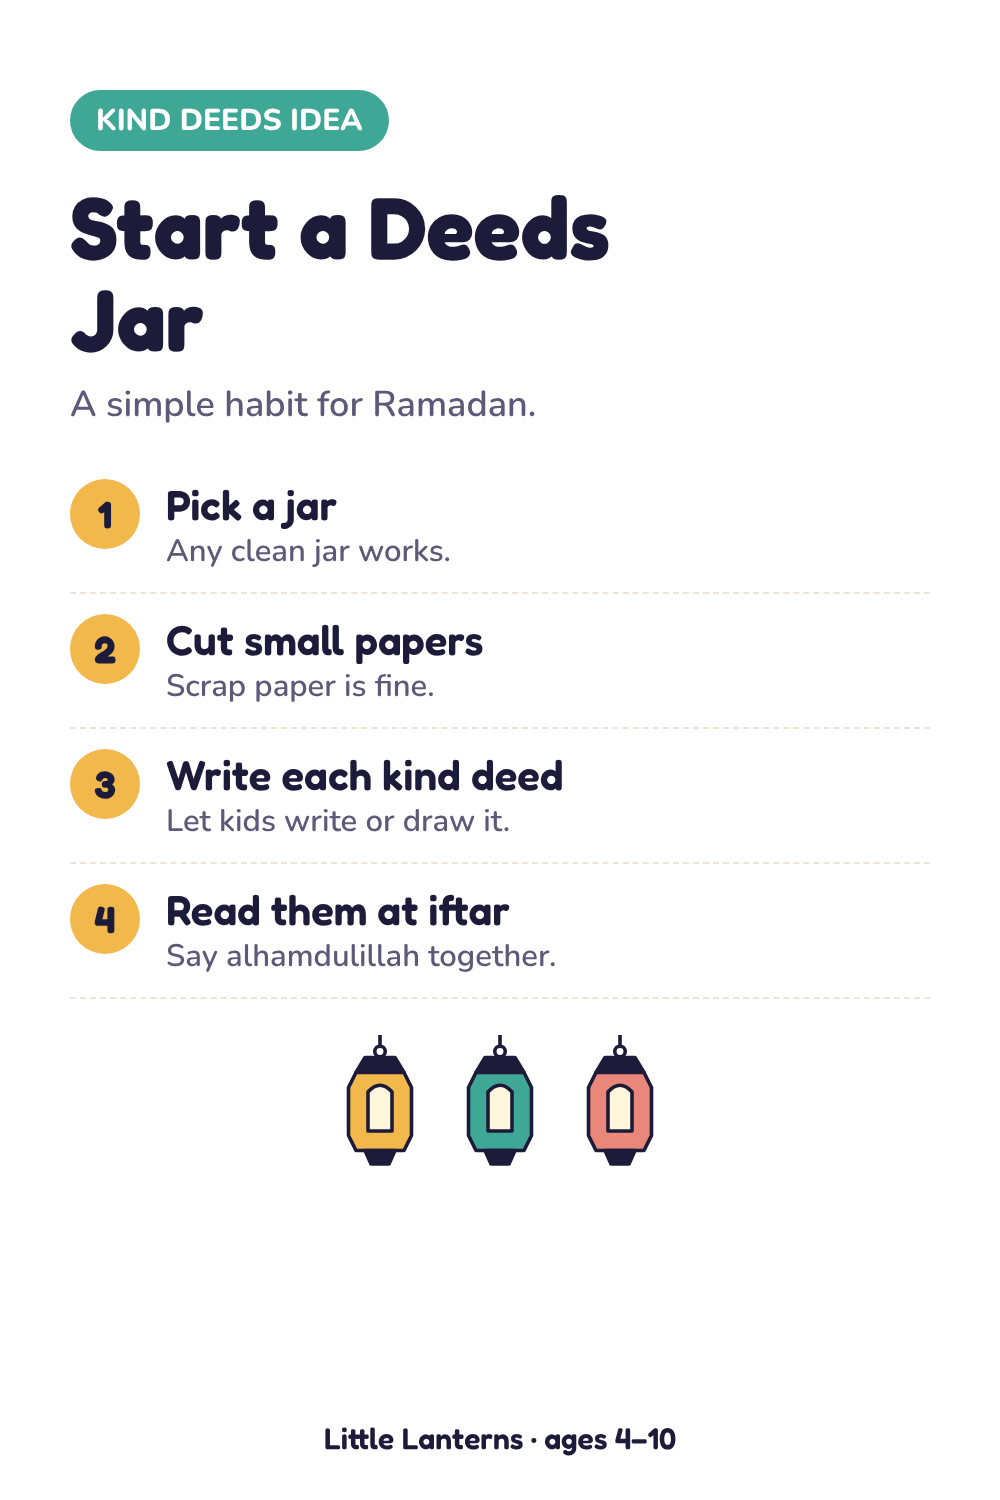 KIND DEEDS IDEA
Start a Deeds
Jar
A simple habit for Ramadan.
1
Pick a jar
Any clean jar works.
2
Cut small papers
Scrap paper is fine.
3
Write each kind deed
Let kids write or draw it.
4
Read them at iftar
Say alhamdulillah together.
Little Lanterns · ages 4–10